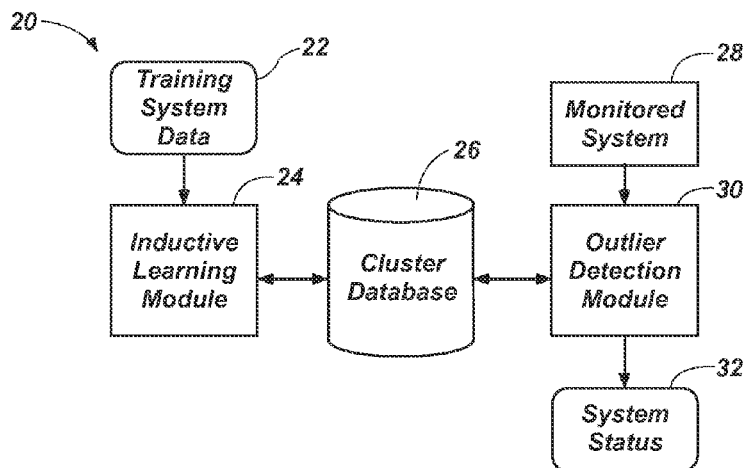 20
22
Training
System
Data
24
Inductive
Learning
Module
26
Cluster
Database
28
Monitored
System
30
Outlier
Detection
Module
32
System
Status